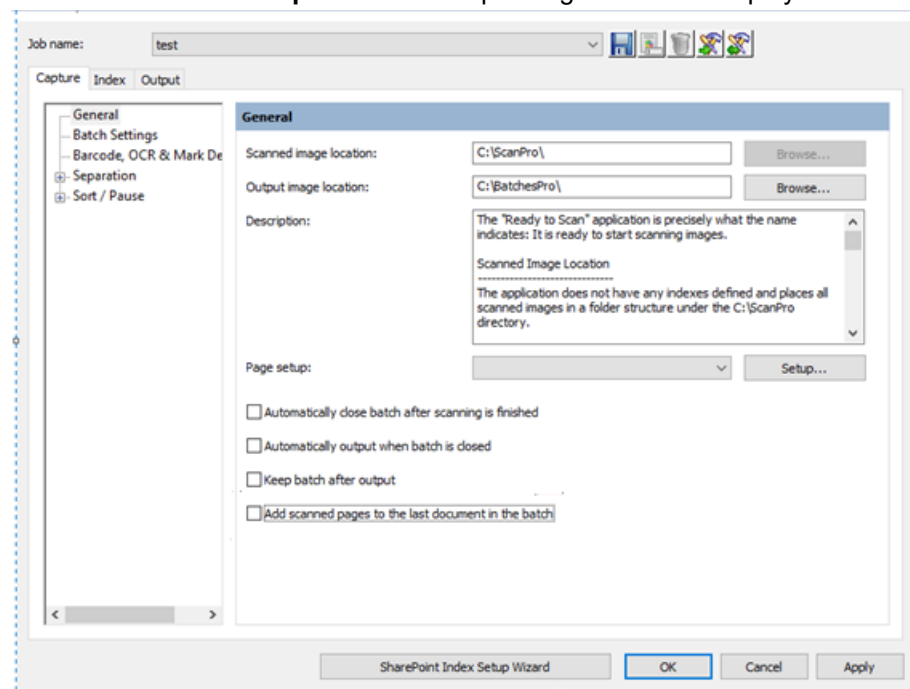 Job name: test
Capture Index Output
General
Batch Settings
Barcode, OCR & Mark De
Separation
Sort / Pause
General
Scanned image location: C:\ScanPro\ Browse...
Output image location: C:\BatchesPro\ Browse...
Description: The "Ready to Scan" application is precisely what the name
indicates: It is ready to start scanning images.
Scanned Image Location
-------------------------------
The application does not have any indexes defined and places all
scanned images in a folder structure under the C:\ScanPro
directory.
Page setup: Setup...
Automatically close batch after scanning is finished
Automatically output when batch is closed
Keep batch after output
Add scanned pages to the last document in the batch
SharePoint Index Setup Wizard OK Cancel Apply